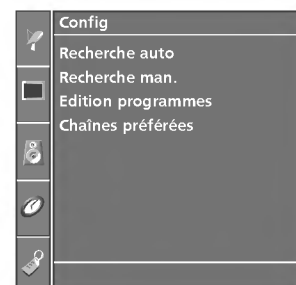 Config
Recherche auto
Recherche man.
Edition programmes
Chaînes préférées